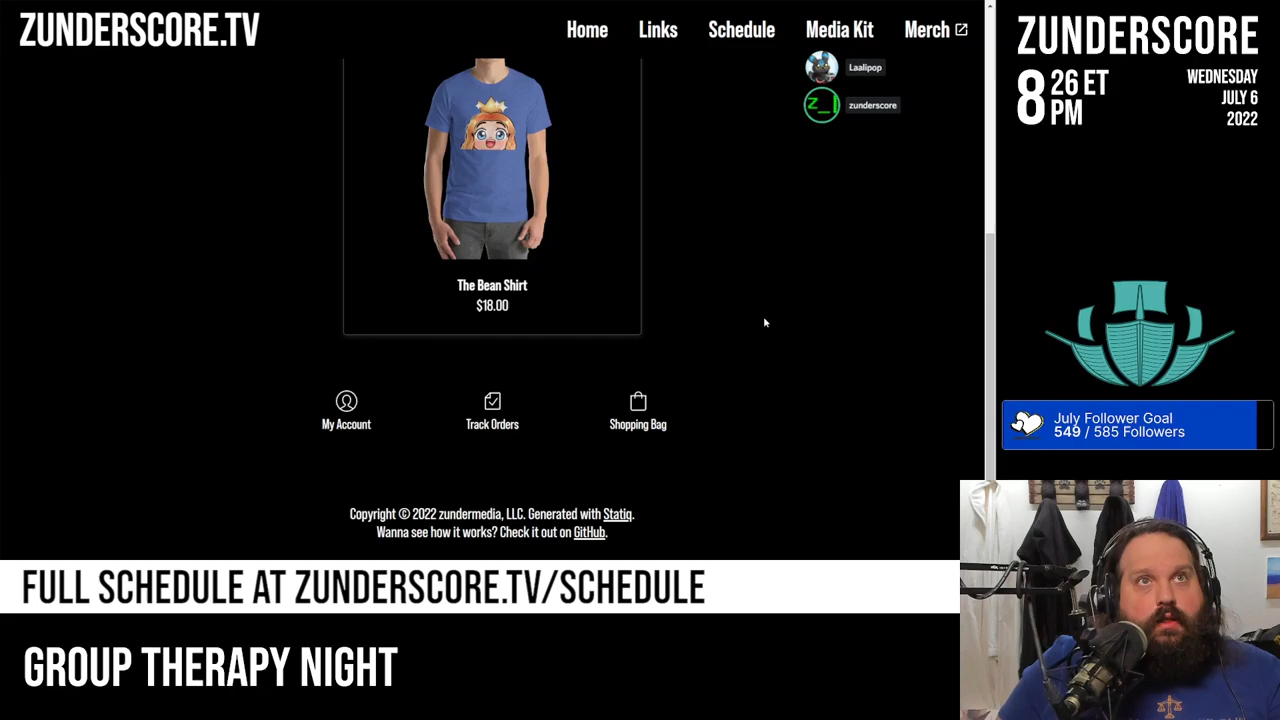 ZUNDERSCORE.TV
Home Links Schedule Media Kit Merch
Laalipop
z_
zunderscore
The Bean Shirt
$18.00
My Account Track Orders Shopping Bag
Copyright © 2022 zundermedia, LLC. Generated with Statiq.
Wanna see how it works? Check it out on GitHub.
ZUNDERSCORE
8 26 ET PM
WEDNESDAY
JULY 6
2022
July Follower Goal
549 / 585 Followers
FULL SCHEDULE AT ZUNDERSCORE.TV/SCHEDULE
GROUP THERAPY NIGHT